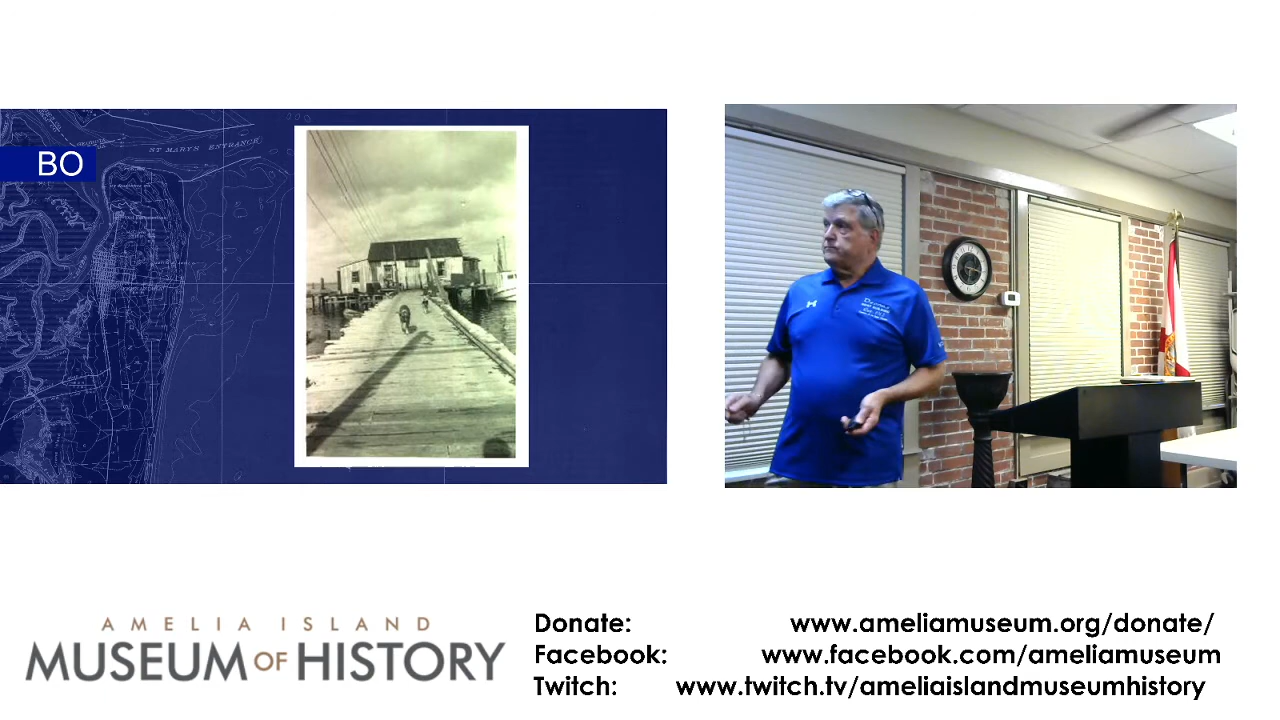 BO
ST MARYS ENTRANCE
AMELIA ISLAND
MUSEUM OF HISTORY
Donate: www.ameliamuseum.org/donate/
Facebook: www.facebook.com/ameliamuseum
Twitch: www.twitch.tv/ameliaislandmuseumhistory